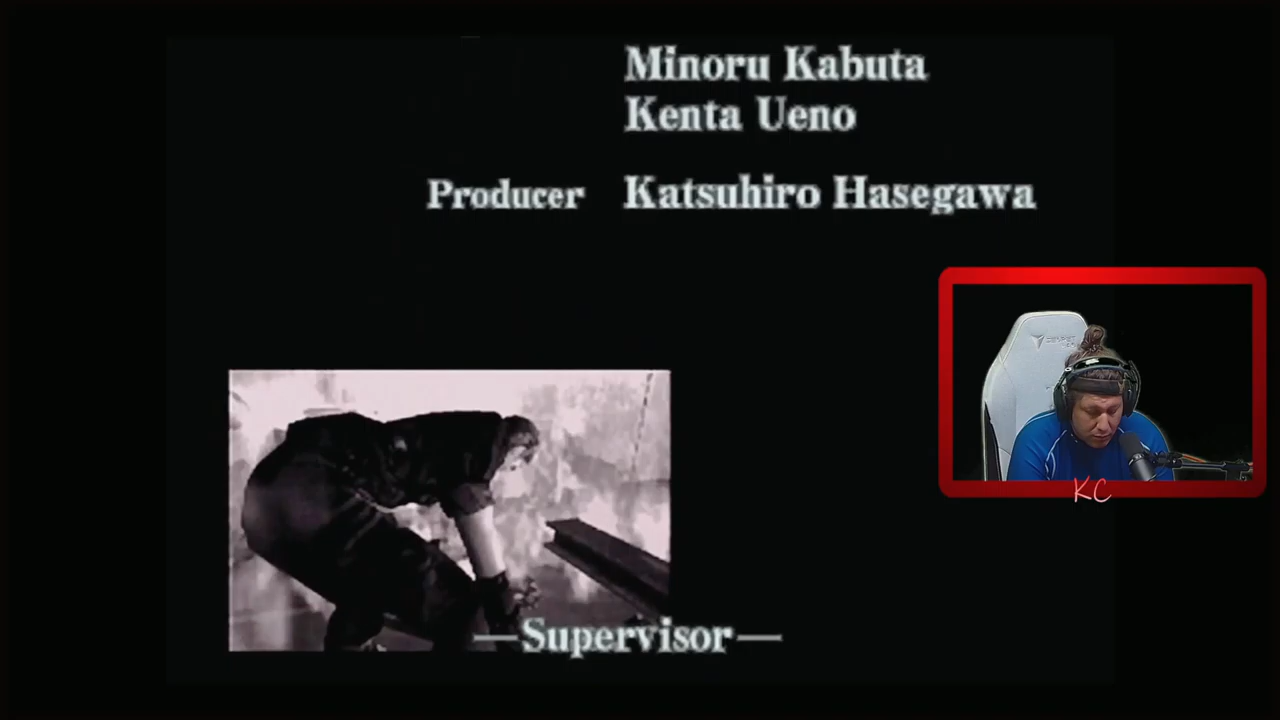 Minoru Kabuta
Kenta Ueno
Producer Katsuhiro Hasegawa
—Supervisor—
KC